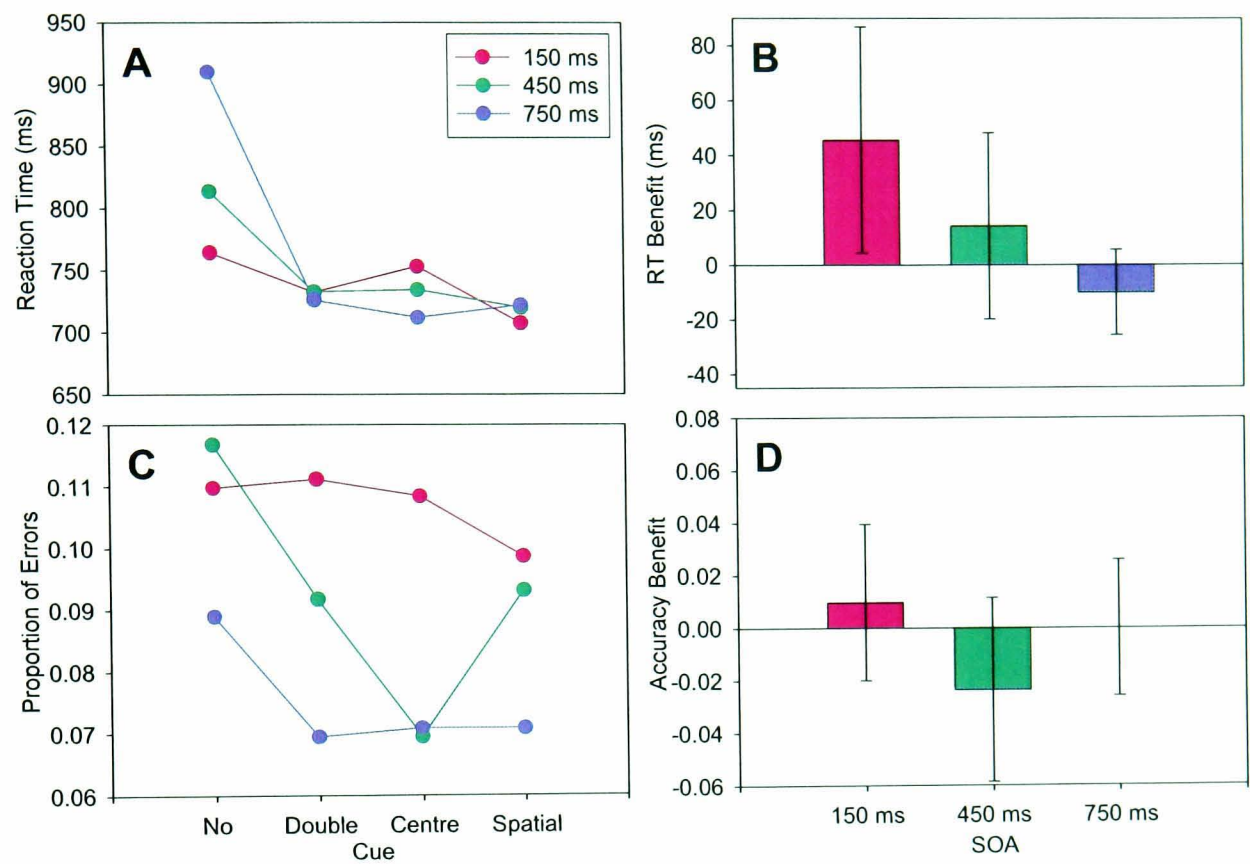 A
150 ms
450 ms
750 ms
Reaction Time (ms)
950
900
850
800
750
700
650
B
RT Benefit (ms)
80
60
40
20
0
-20
-40
C
Proportion of Errors
0.12
0.11
0.10
0.09
0.08
0.07
0.06
No Double Centre Spatial
Cue
D
Accuracy Benefit
0.08
0.06
0.04
0.02
0.00
-0.02
-0.04
-0.06
150 ms 450 ms 750 ms
SOA